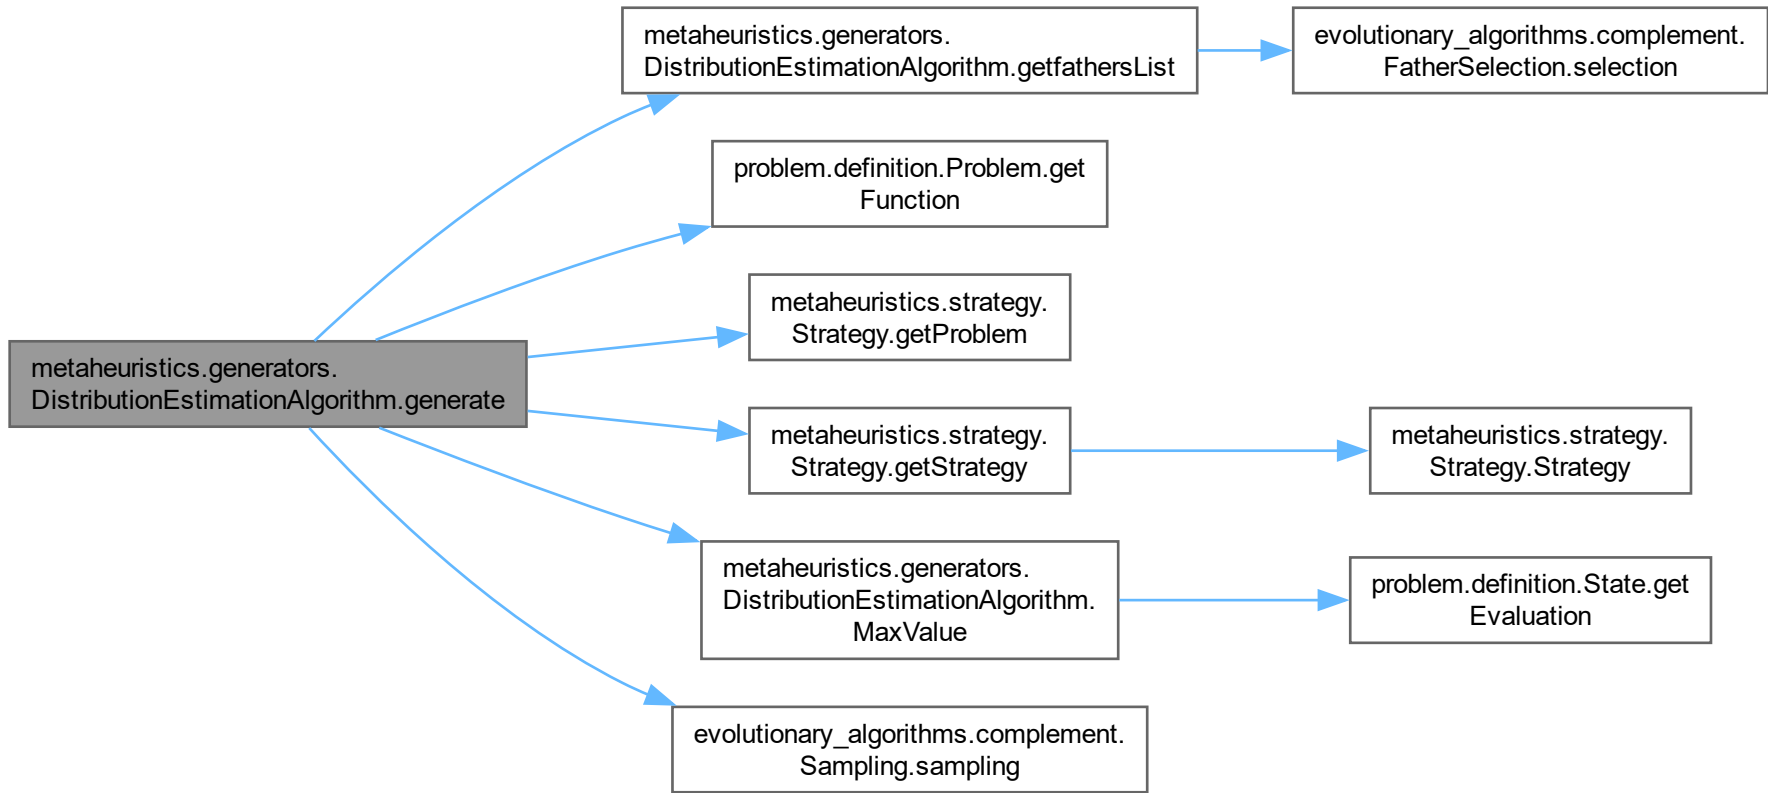 metaheuristics.generators.
DistributionEstimationAlgorithm.generate
metaheuristics.generators.
DistributionEstimationAlgorithm.getfathersList
evolutionary_algorithms.complement.
FatherSelection.selection
problem.definition.Problem.get
Function
metaheuristics.strategy.
Strategy.getProblem
metaheuristics.strategy.
Strategy.getStrategy
metaheuristics.strategy.
Strategy.Strategy
metaheuristics.generators.
DistributionEstimationAlgorithm.
MaxValue
problem.definition.State.get
Evaluation
evolutionary_algorithms.complement.
Sampling.sampling